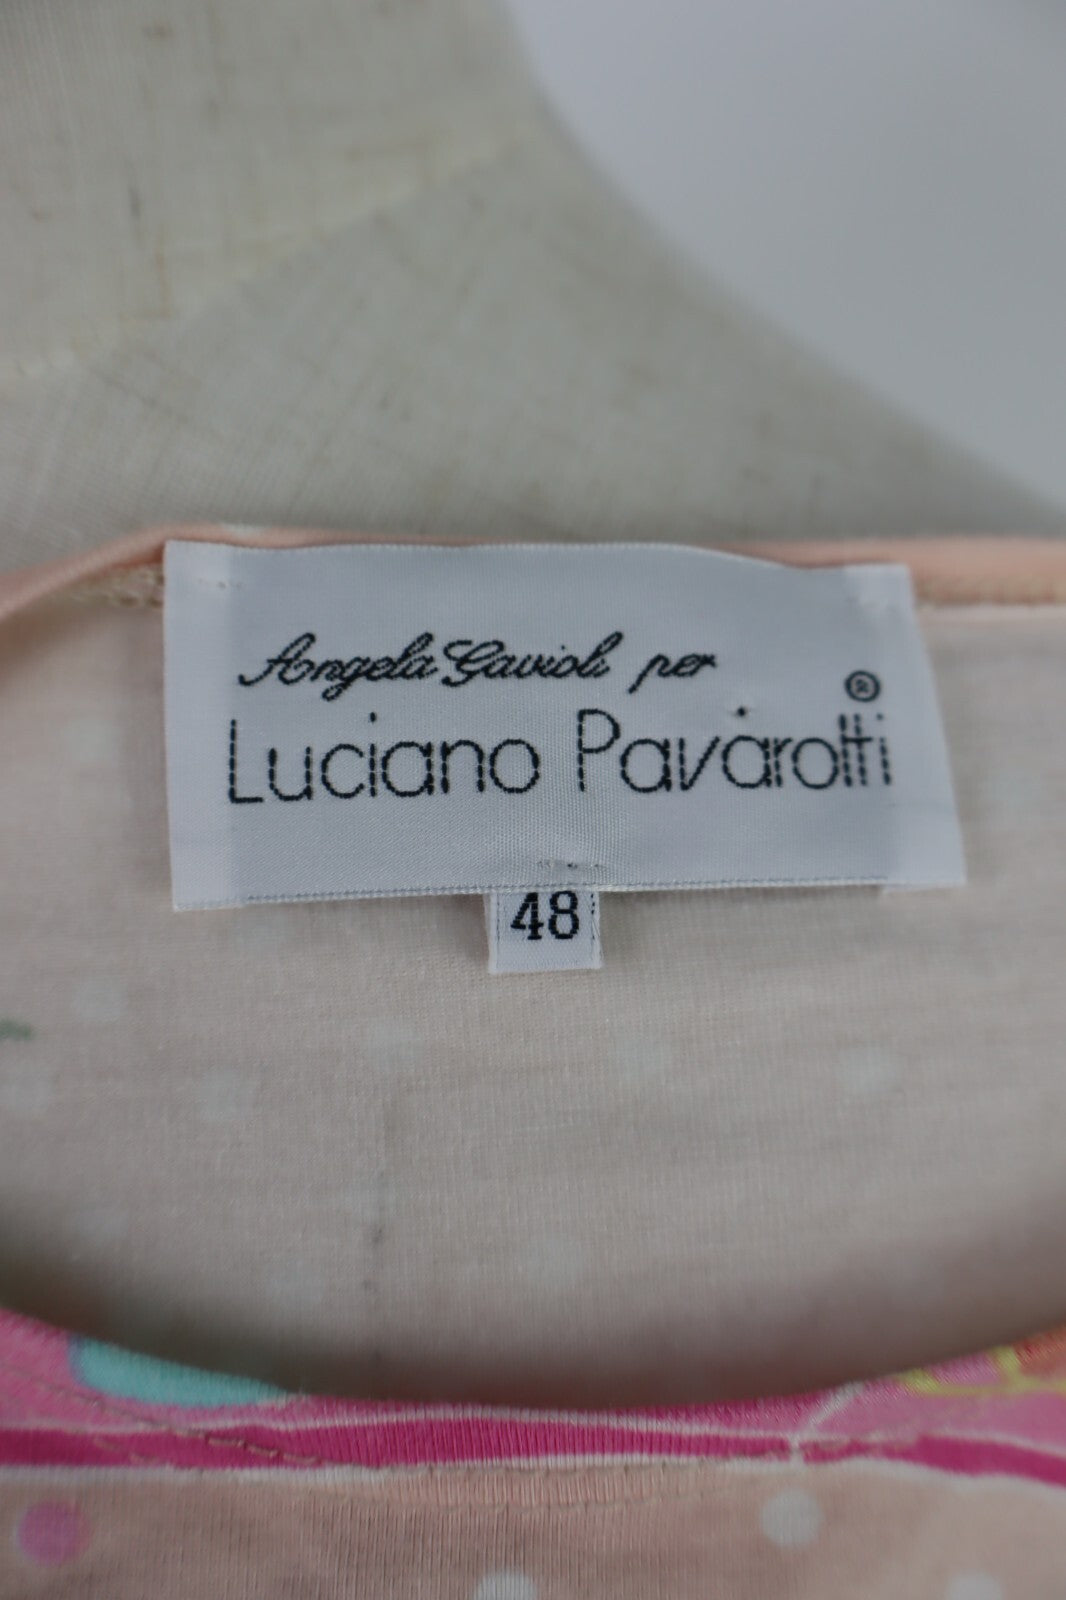 Angela Gavioli per
Luciano Pavarotti ®
48